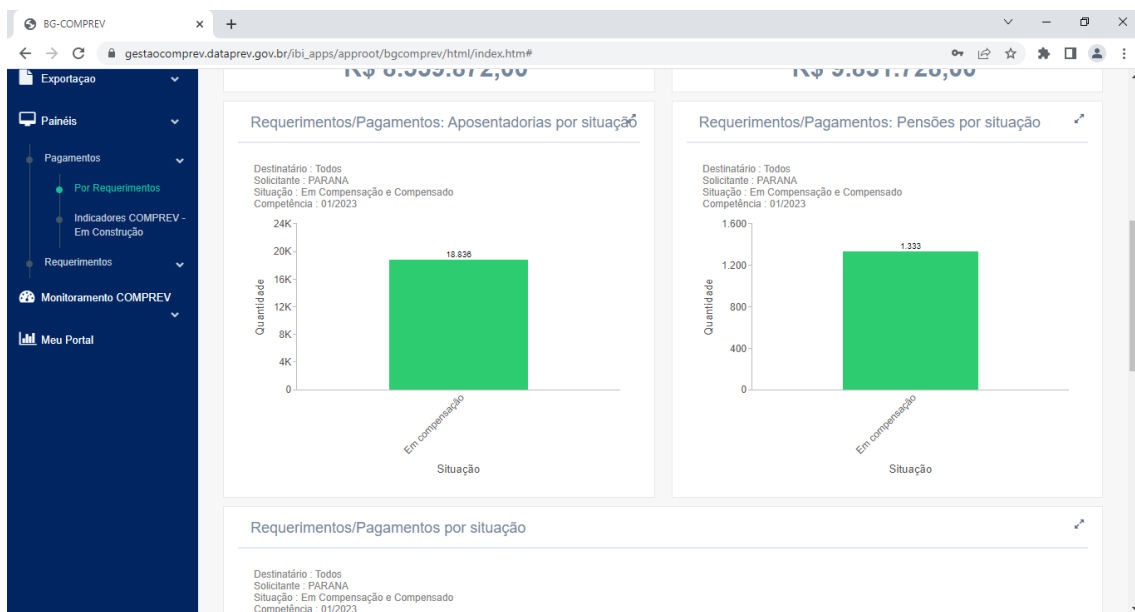 BG-COMPREV
gestaocomprev.dataprev.gov.br/ibi_apps/approot/bgcomprev/html/index.htm#
Exportaçao
Painéis
Pagamentos
Por Requerimentos
Indicadores COMPREV -
Em Construção
Requerimentos
Monitoramento COMPREV
Meu Portal
Requerimentos/Pagamentos: Aposentadorias por situação
Destinatário : Todos
Solicitante : PARANA
Situação : Em Compensação e Compensado
Competência : 01/2023
24K
20K
16K
12K
8K
4K
0
Quantidade
18.836
Em compensação
Situação
Requerimentos/Pagamentos: Pensões por situação
Destinatário : Todos
Solicitante : PARANA
Situação : Em Compensação e Compensado
Competência : 01/2023
1.600
1.200
800
400
0
Quantidade
1.333
Em compensação
Situação
Requerimentos/Pagamentos por situação
Destinatário : Todos
Solicitante : PARANA
Situação : Em Compensação e Compensado
Competência : 01/2023